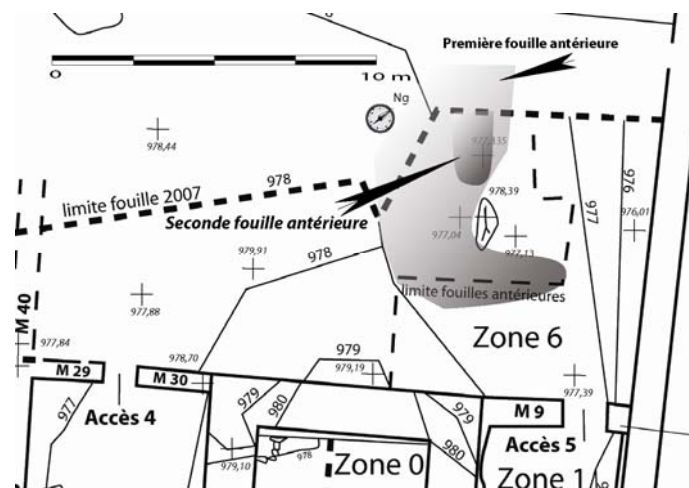 Première fouille antérieure
0
10 m
Ng
978,44
978,39
976
977
limite fouille 2007
978
Seconde fouille antérieure
976,01
977,04
977,13
979,91
978
limite fouilles antérieures
977,88
M 40
977,84
Zone 6
979
978,70
979,19
M 29
M 30
977,39
977
979
980
979
M 9
Accès 4
Accès 5
980
979,10
978
Zone 0
Zone 1